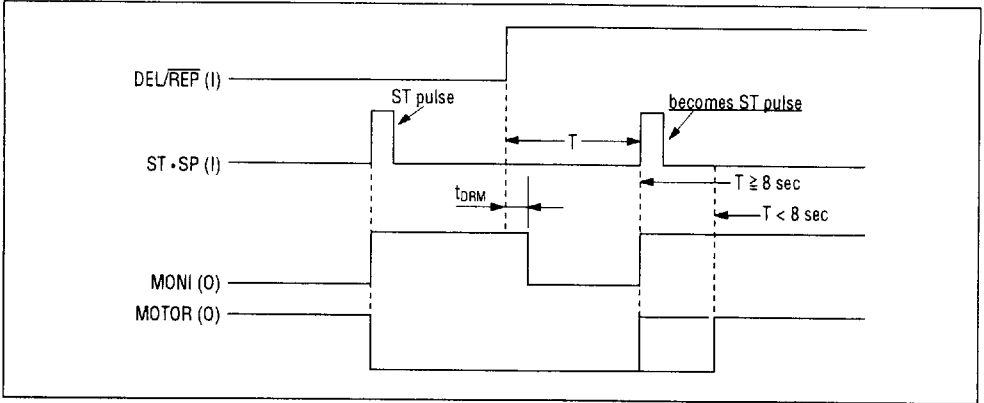 DEL/REP (I)
ST pulse
becomes ST pulse
T
ST•SP (I)
T ≧ 8 sec
tDRM
T < 8 sec
MONI (O)
MOTOR (O)